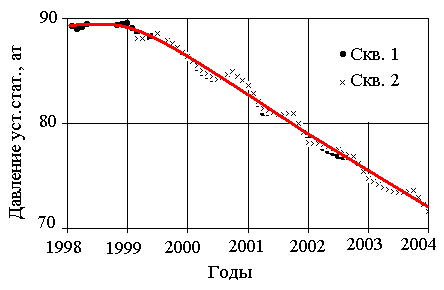 90
80
70
Давление уст.стат., ат
Скв. 1
Скв. 2
1998 1999 2000 2001 2002 2003 2004
Годы